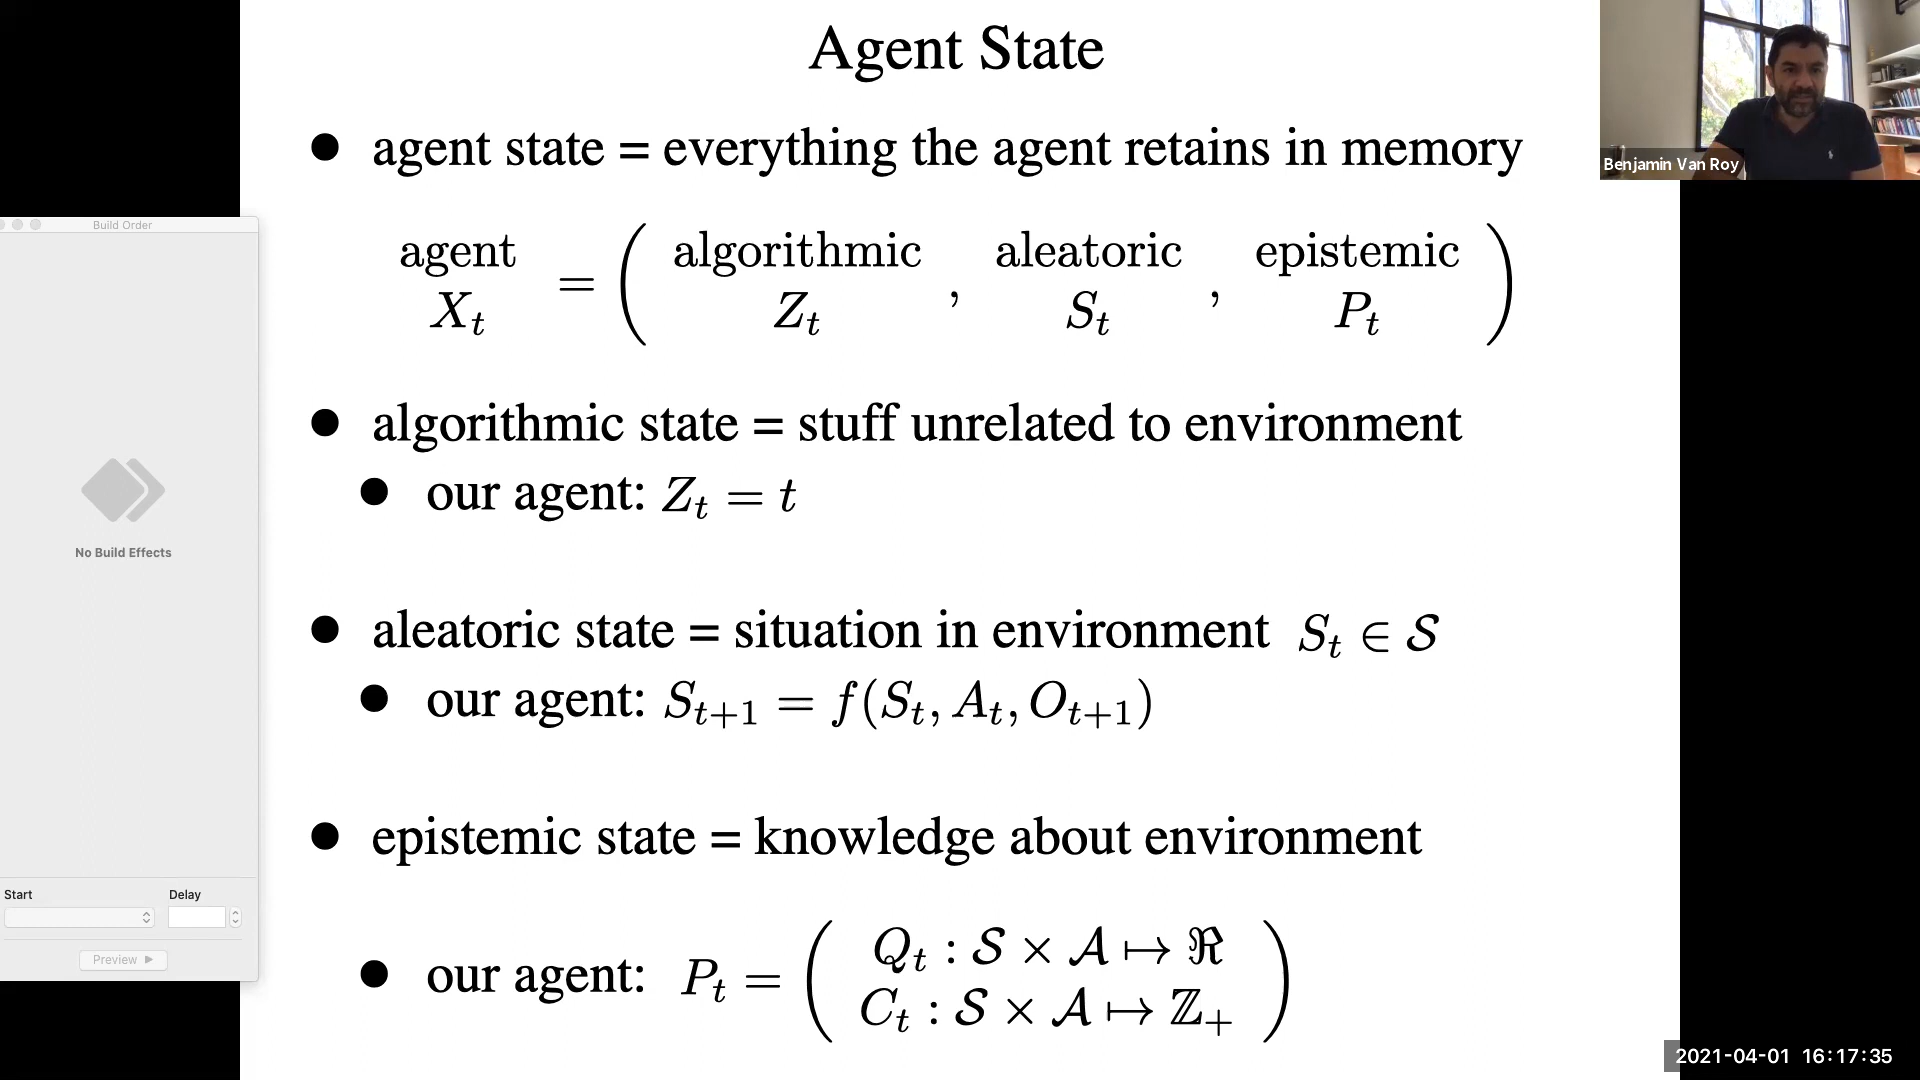 Agent State
● agent state = everything the agent retains in memory
agent X_t = ( algorithmic Z_t , aleatoric S_t , epistemic P_t )
● algorithmic state = stuff unrelated to environment
● our agent: Z_t = t
● aleatoric state = situation in environment S_t ∈ 𝒮
● our agent: S_{t+1} = f(S_t, A_t, O_{t+1})
● epistemic state = knowledge about environment
● our agent: P_t = ( Q_t : 𝒮 × 𝒜 ↦ ℜ
C_t : 𝒮 × 𝒜 ↦ ℤ_+ )
Benjamin Van Roy
Build Order
No Build Effects
Start Delay
Preview ▶
2021-04-01 16:17:35